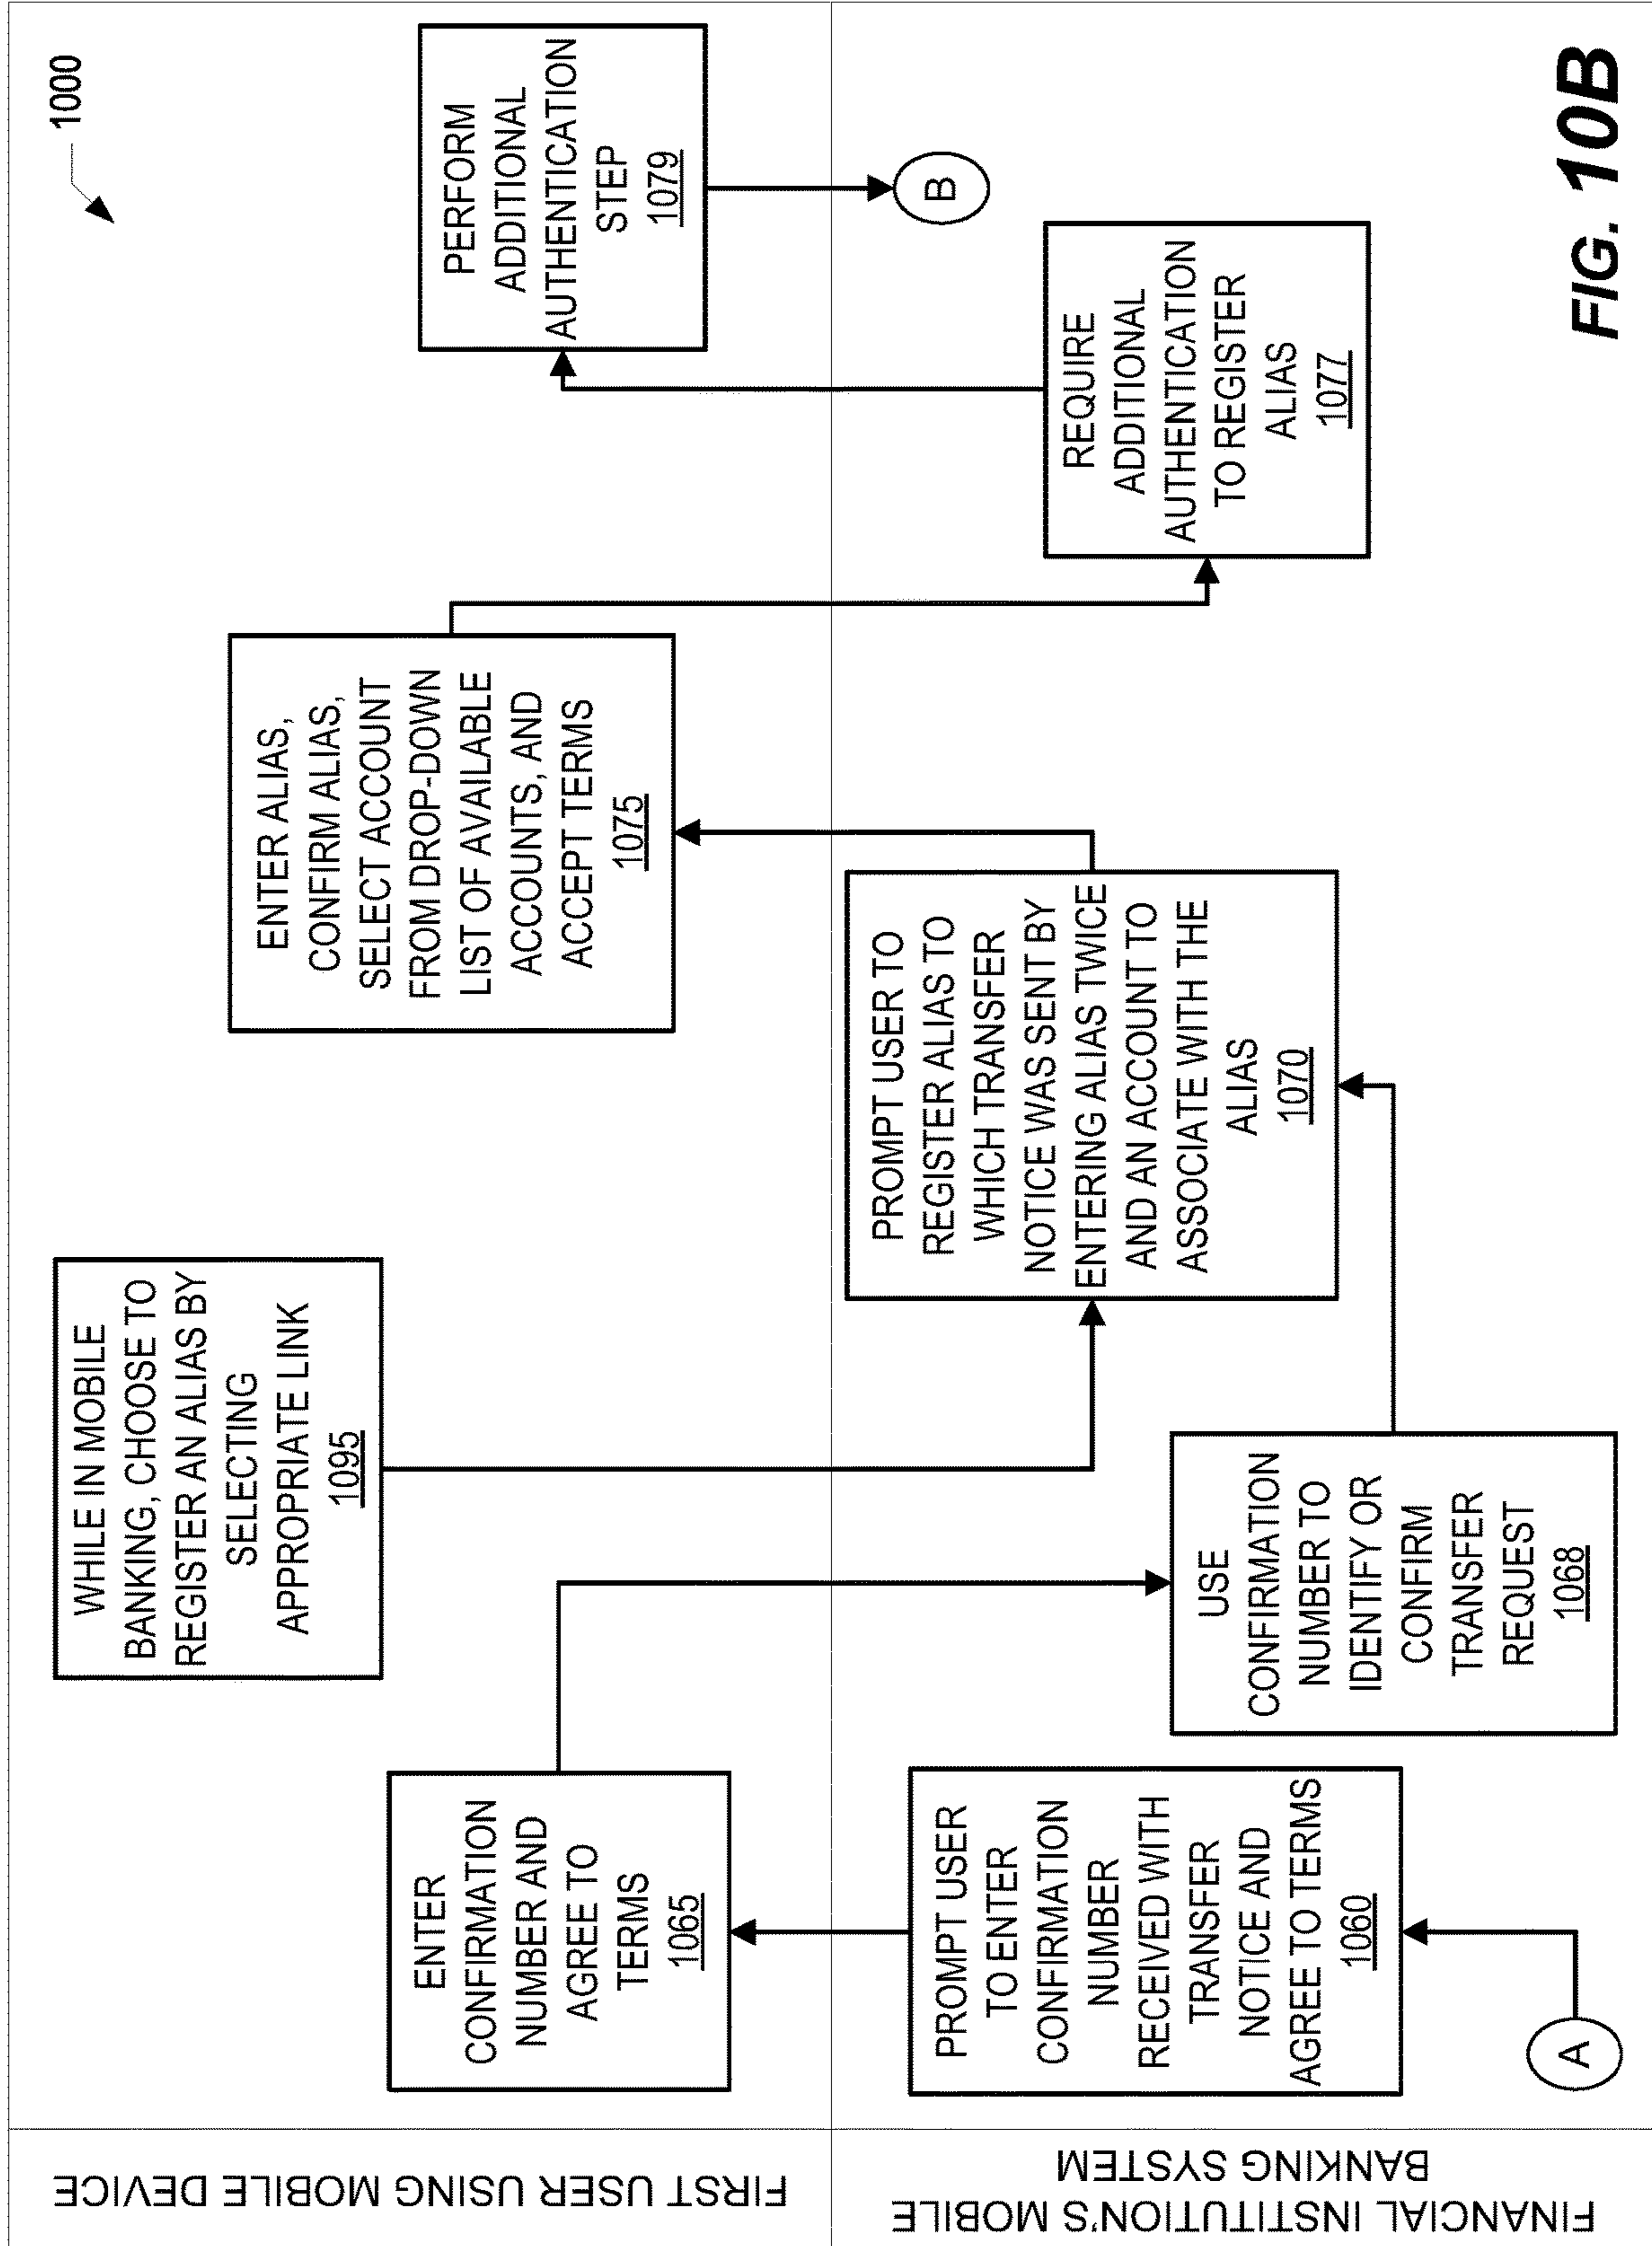 1000
FIRST USER USING MOBILE DEVICE
FINANCIAL INSTITUTION'S MOBILE
BANKING SYSTEM
WHILE IN MOBILE
BANKING, CHOOSE TO
REGISTER AN ALIAS BY
SELECTING
APPROPRIATE LINK
1095
ENTER
CONFIRMATION
NUMBER AND
AGREE TO
TERMS
1065
ENTER ALIAS,
CONFIRM ALIAS,
SELECT ACCOUNT
FROM DROP-DOWN
LIST OF AVAILABLE
ACCOUNTS, AND
ACCEPT TERMS
1075
PERFORM
ADDITIONAL
AUTHENTICATION
STEP
1079
PROMPT USER
TO ENTER
CONFIRMATION
NUMBER
RECEIVED WITH
TRANSFER
NOTICE AND
AGREE TO TERMS
1060
A
USE
CONFIRMATION
NUMBER TO
IDENTIFY OR
CONFIRM
TRANSFER
REQUEST
1068
PROMPT USER TO
REGISTER ALIAS TO
WHICH TRANSFER
NOTICE WAS SENT BY
ENTERING ALIAS TWICE
AND AN ACCOUNT TO
ASSOCIATE WITH THE
ALIAS
1070
REQUIRE
ADDITIONAL
AUTHENTICATION
TO REGISTER
ALIAS
1077
B
FIG. 10B